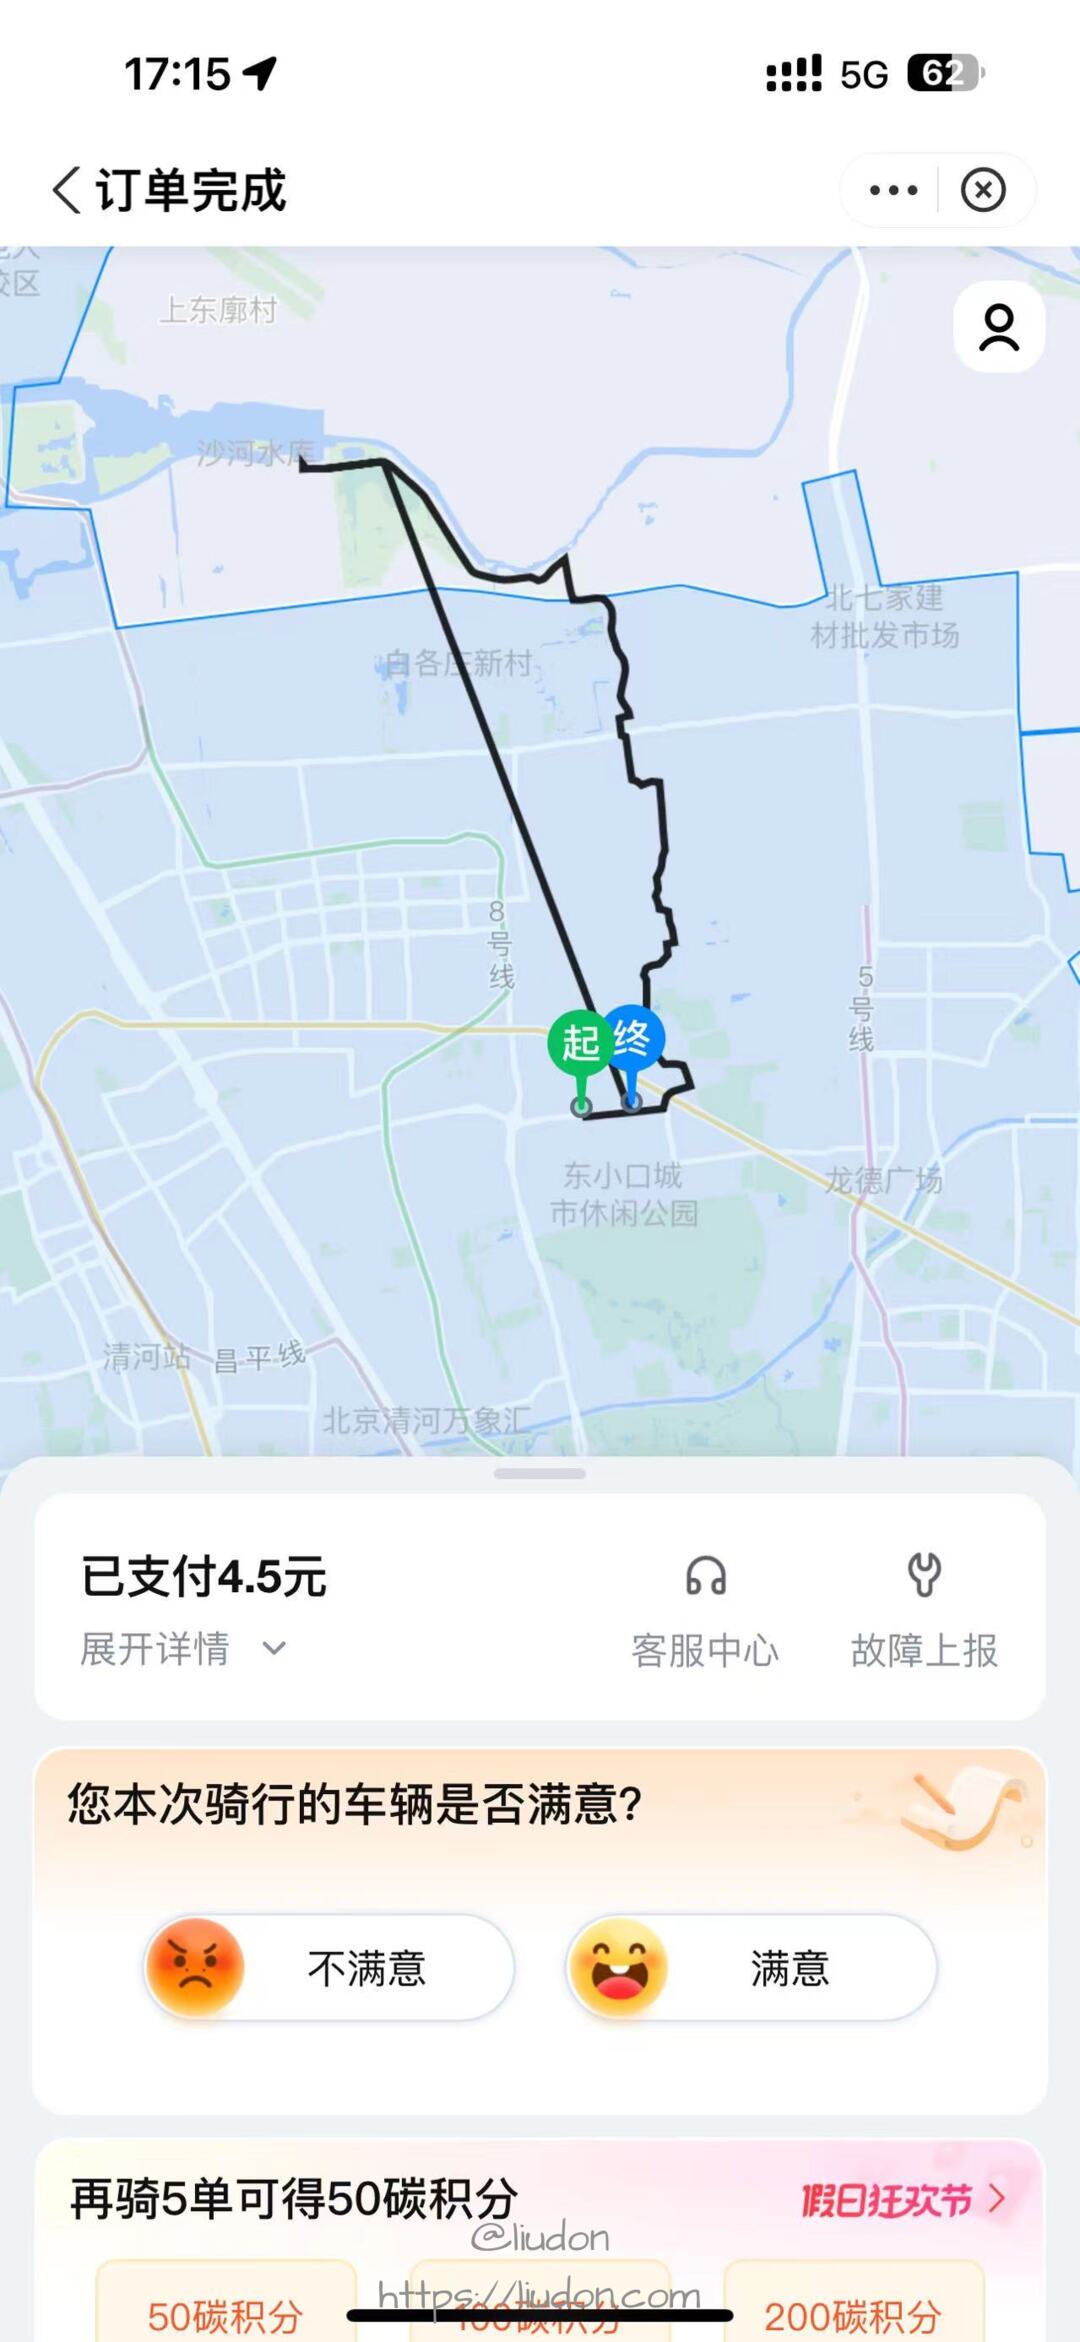 17:15
5G 62
订单完成
校区
上东廓村
沙河水库
北七家建
材批发市场
白各庄新村
8号线
5号线
起
终
东小口城
市休闲公园
龙德广场
清河站
昌平线
北京清河万象汇
已支付4.5元
展开详情
客服中心
故障上报
您本次骑行的车辆是否满意?
不满意
满意
再骑5单可得50碳积分
假日狂欢节
@liudon
https://liudon.com
50碳积分
100碳积分
200碳积分